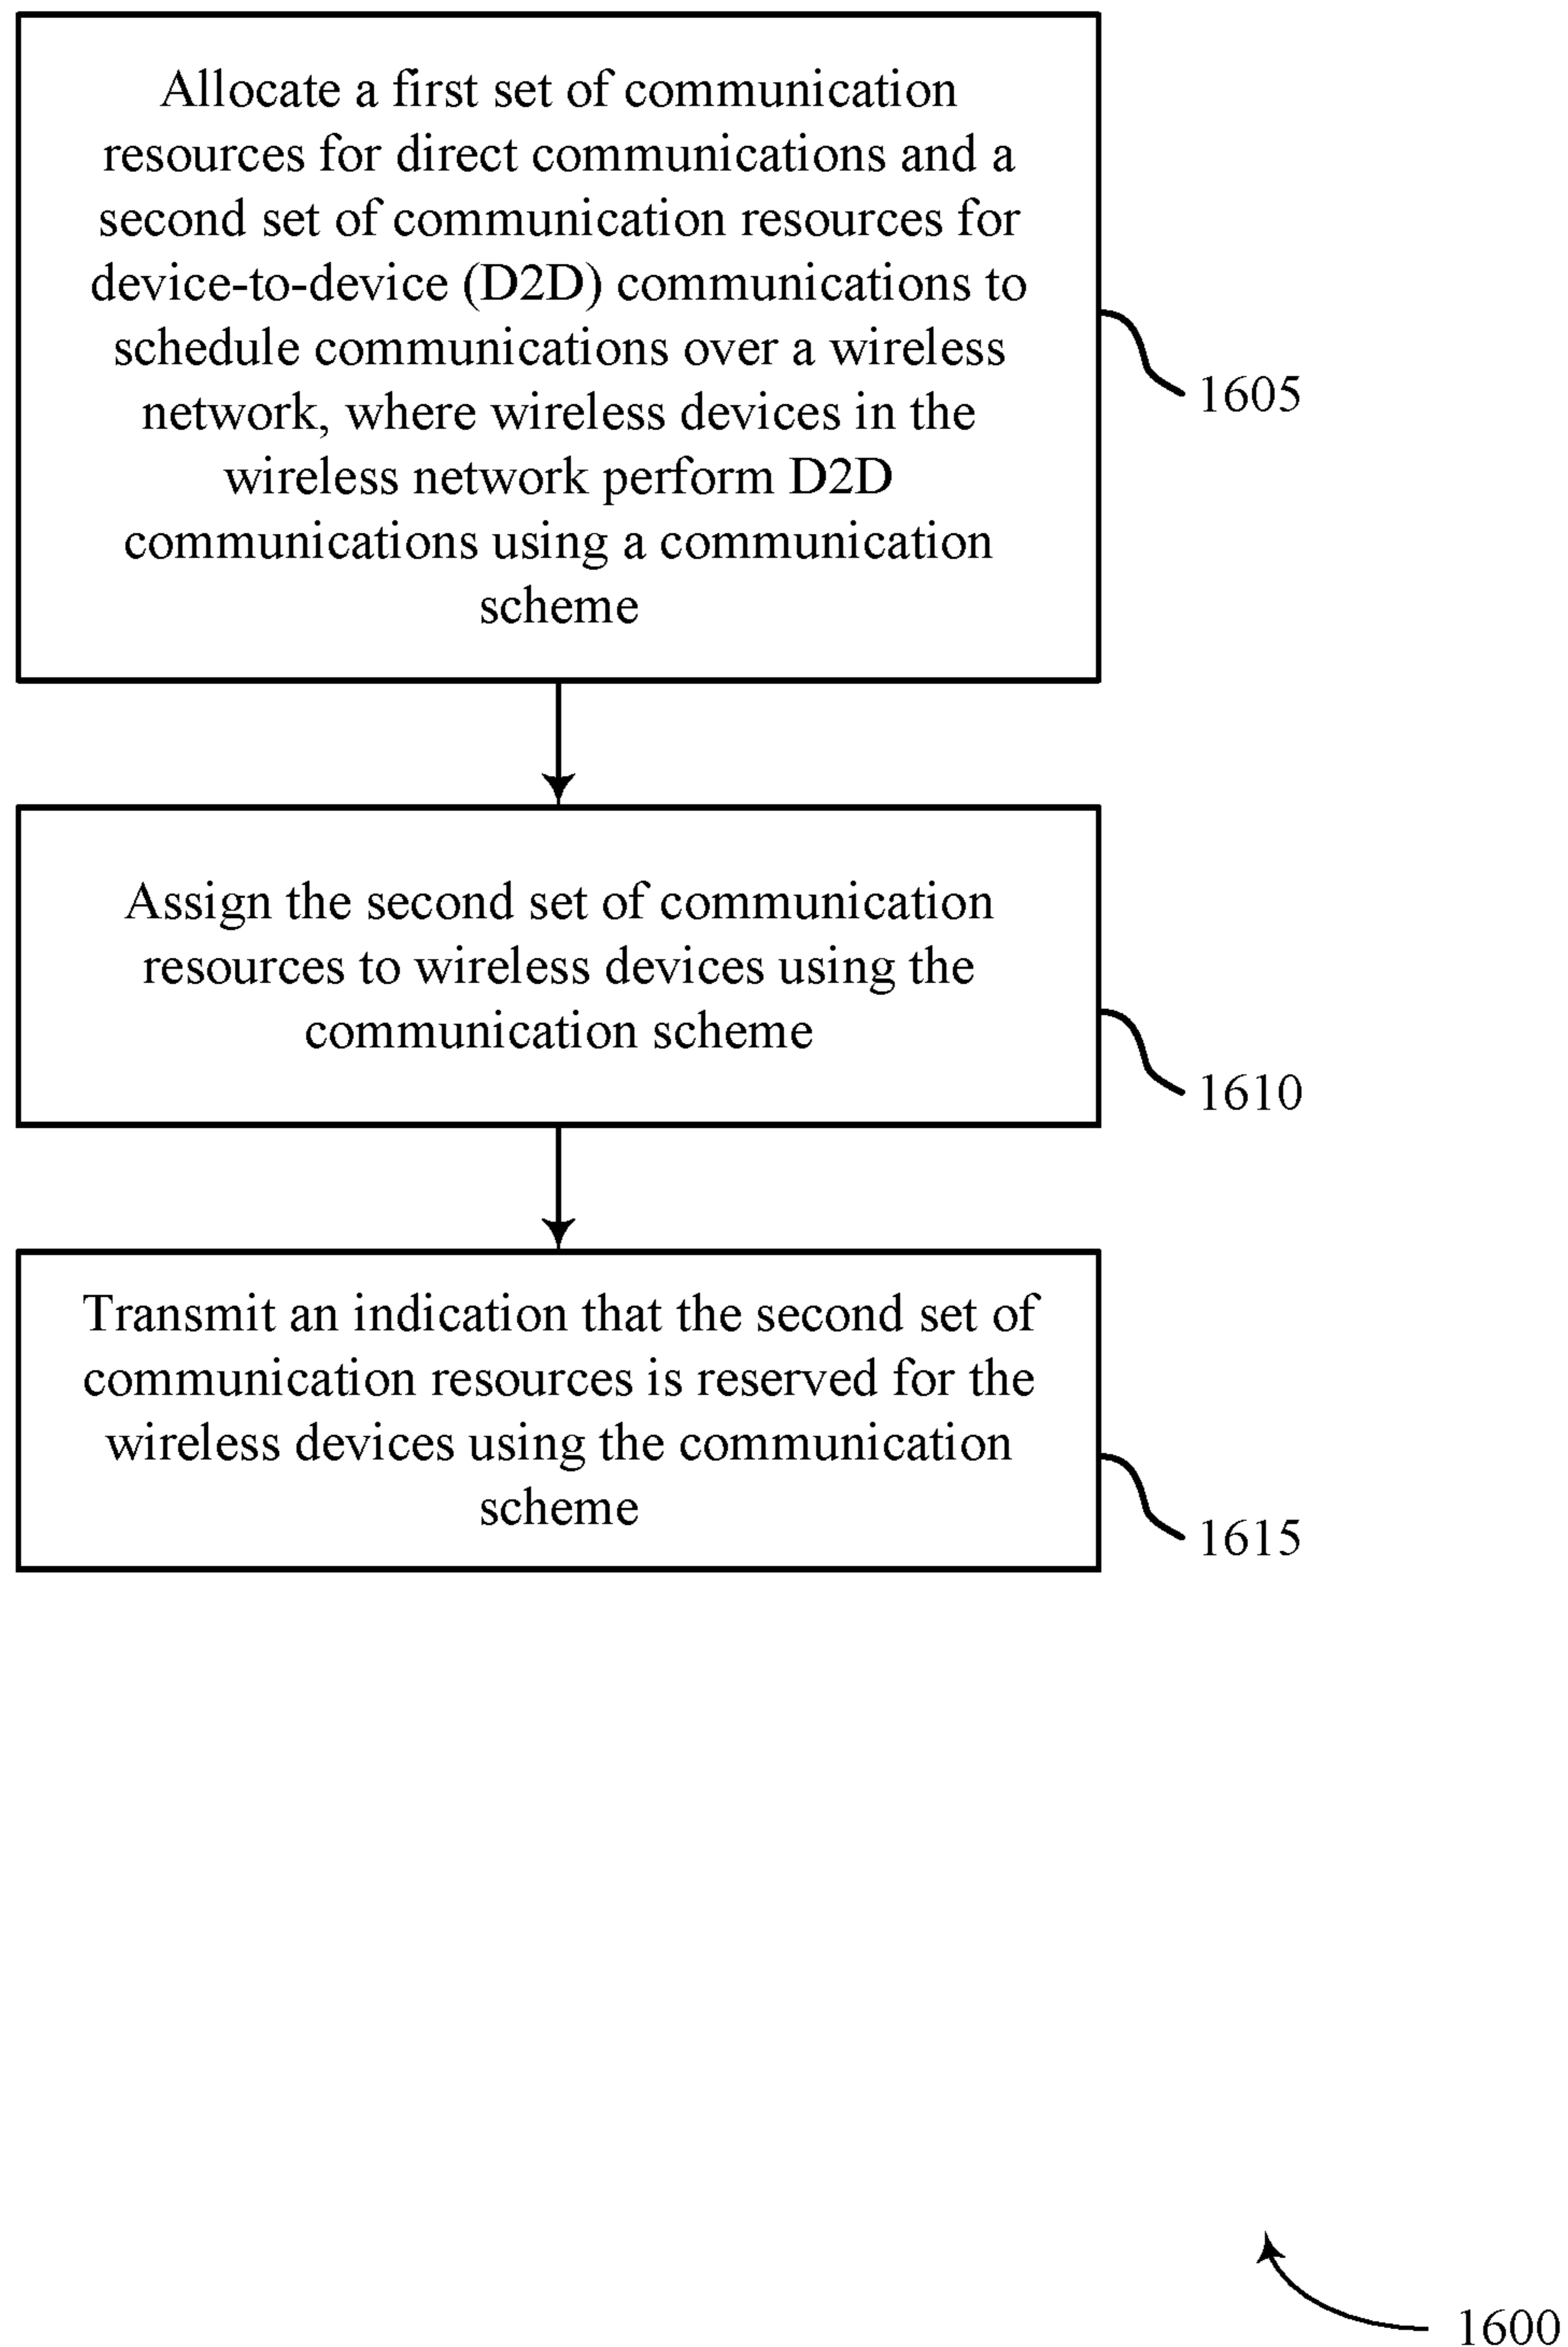 Allocate a first set of communication
resources for direct communications and a
second set of communication resources for
device-to-device (D2D) communications to
schedule communications over a wireless
network, where wireless devices in the
wireless network perform D2D
communications using a communication
scheme
1605
Assign the second set of communication
resources to wireless devices using the
communication scheme
1610
Transmit an indication that the second set of
communication resources is reserved for the
wireless devices using the communication
scheme
1615
1600